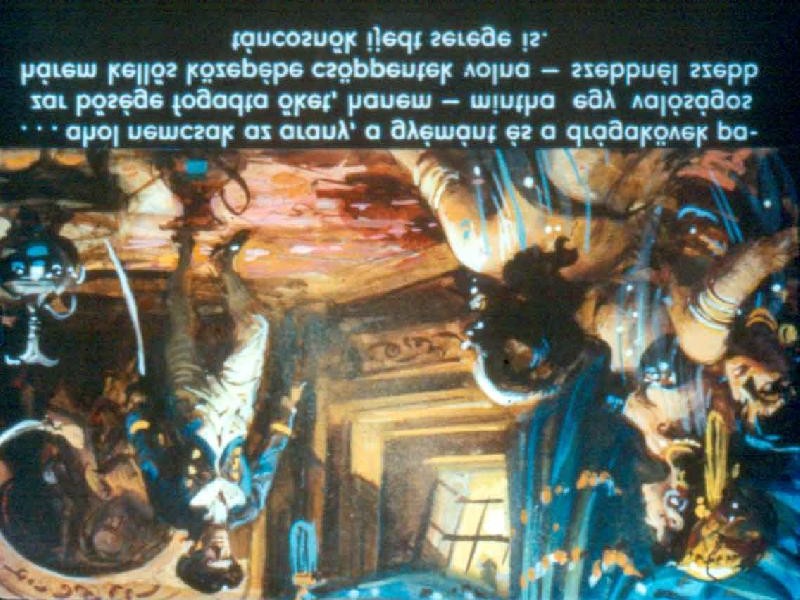 ...ahol nemcsak az arany, a gyémánt és a drágakövek pa-
zar bősége fogadta őket, hanem – mintha egy valóságos
hárem kellős közepébe csöppentek volna – szebbnél szebb
táncosnők ijedt serege is.